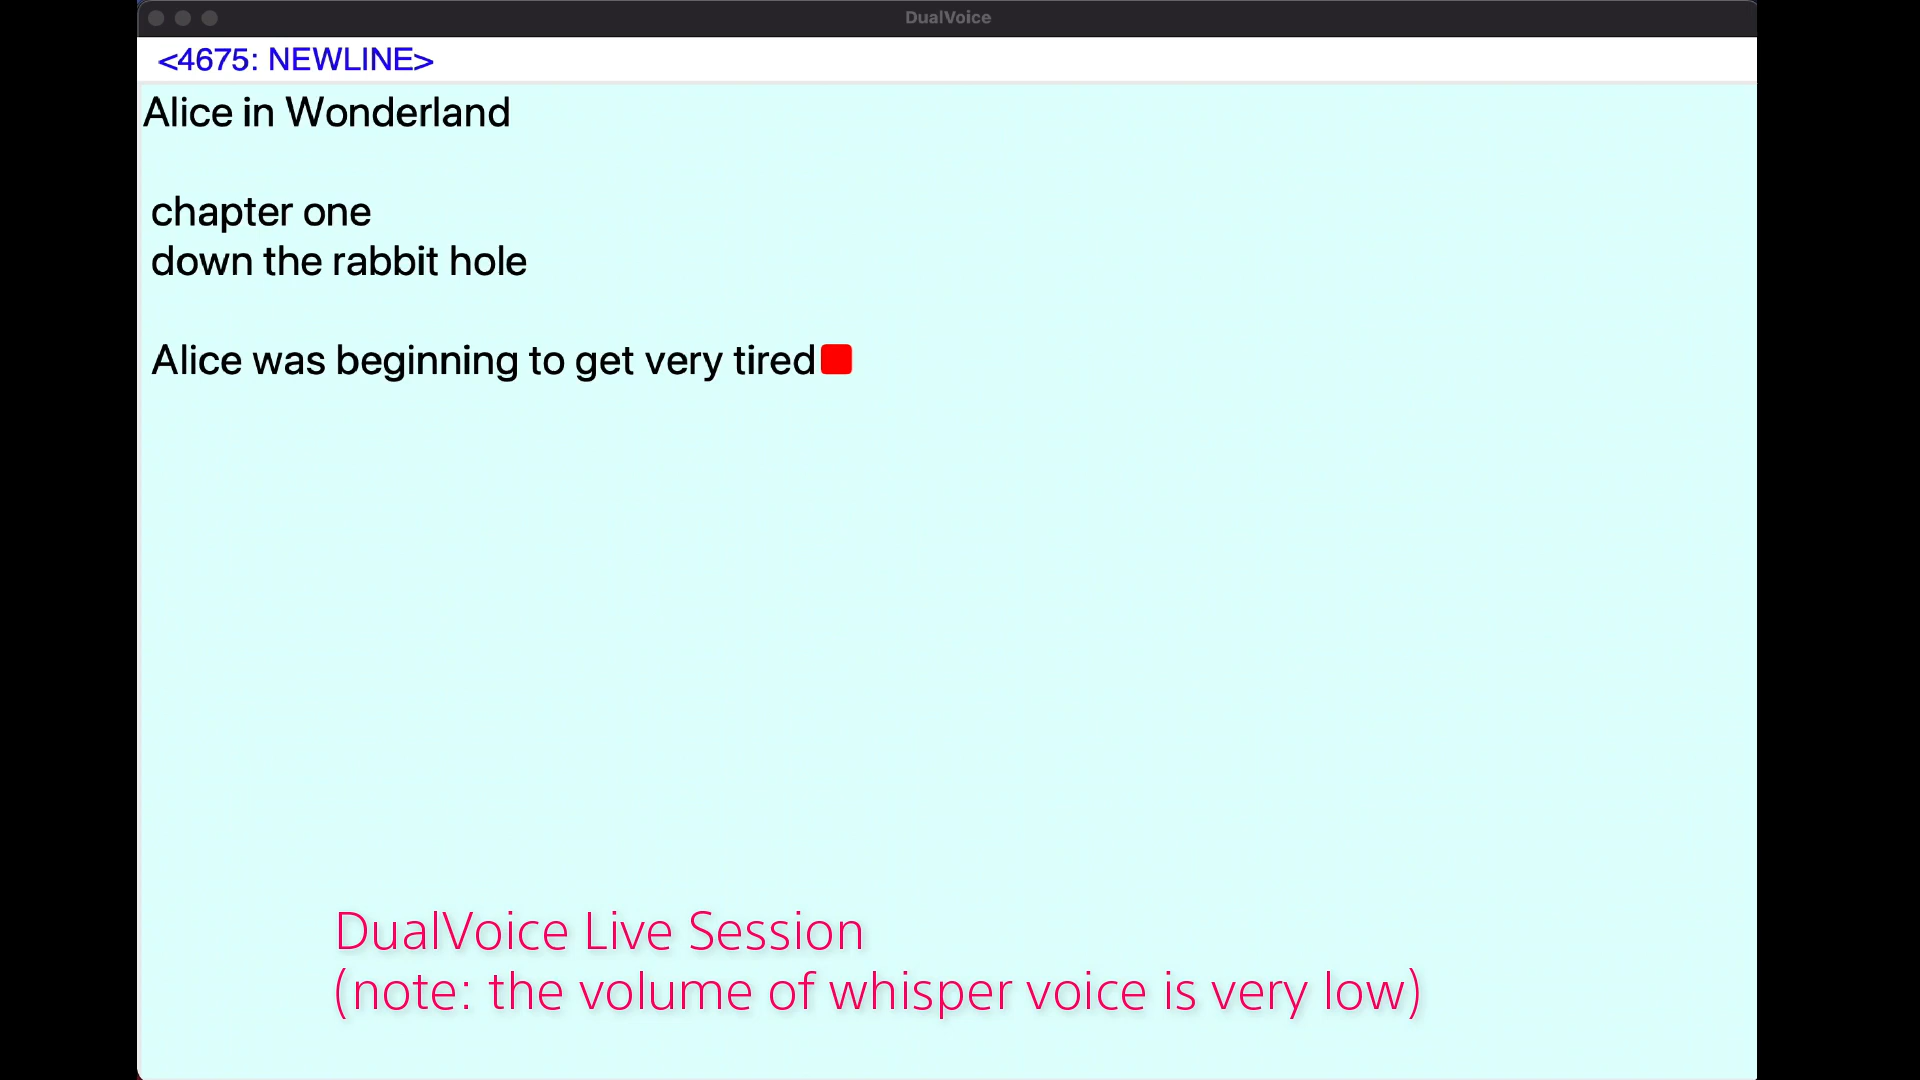 DualVoice
<4675: NEWLINE>
Alice in Wonderland
chapter one
down the rabbit hole
Alice was beginning to get very tired
DualVoice Live Session
(note: the volume of whisper voice is very low)